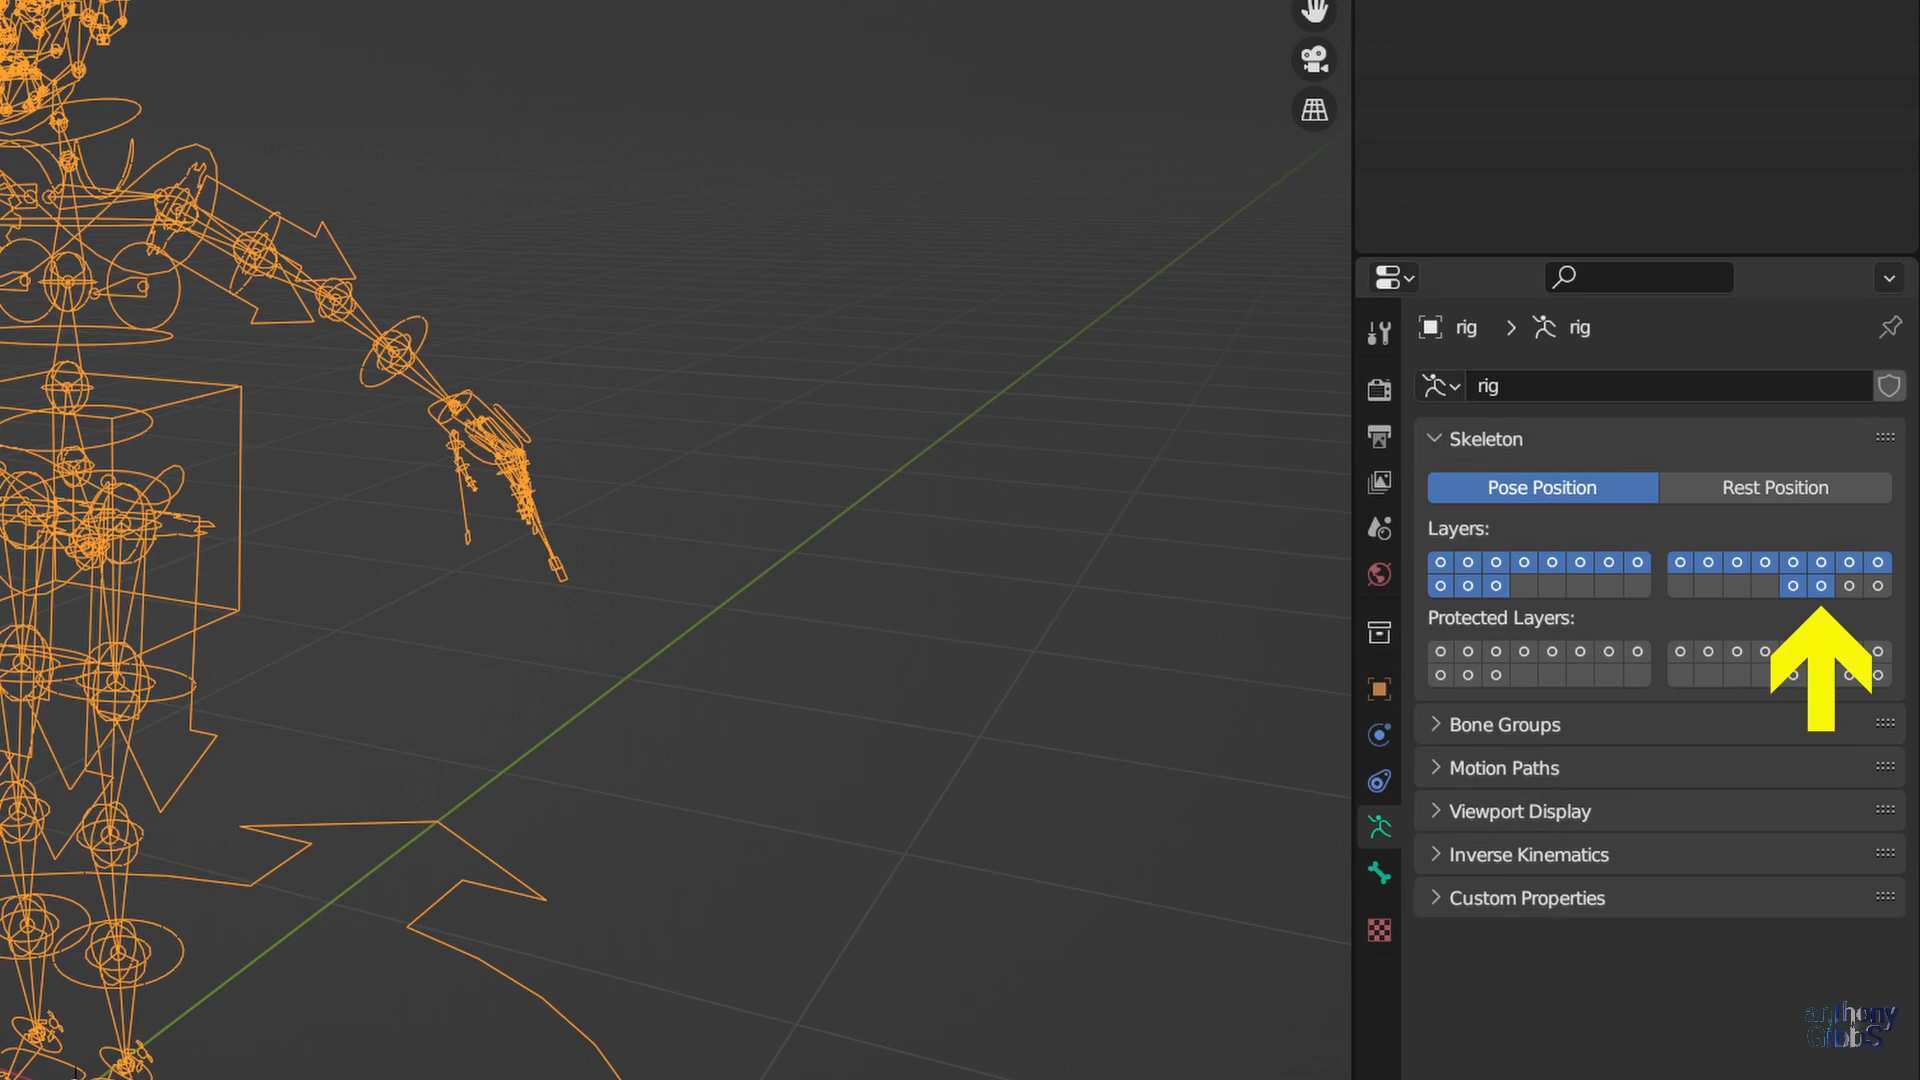 rig > rig
rig
Skeleton
Pose Position Rest Position
Layers:
Protected Layers:
Bone Groups
Motion Paths
Viewport Display
Inverse Kinematics
Custom Properties
anthony
GibbS